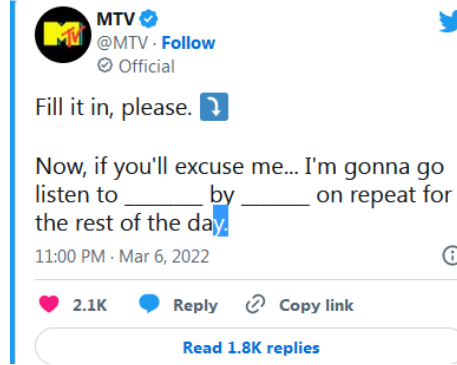 MTV
MTV
@MTV · Follow
Official
Fill it in, please. ⤵️
Now, if you'll excuse me... I'm gonna go
listen to ________ by _______ on repeat for
the rest of the day.
11:00 PM · Mar 6, 2022
2.1K Reply Copy link
Read 1.8K replies